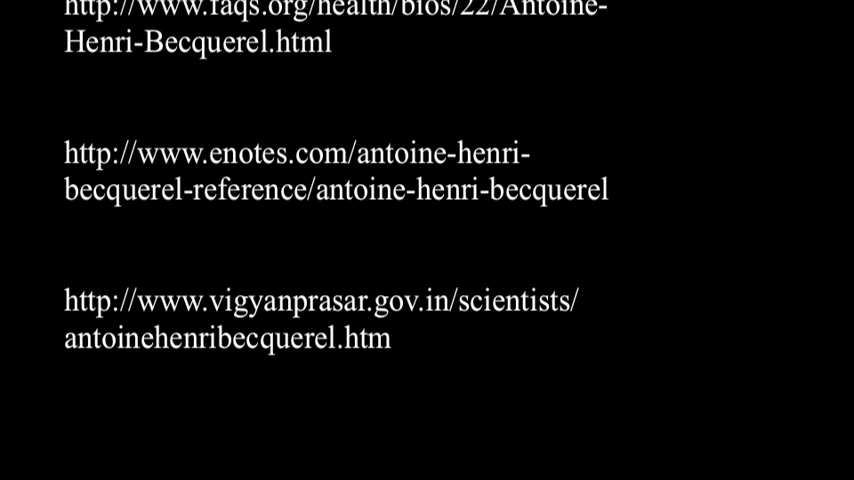 http://www.faqs.org/health/bios/22/Antoine-
Henri-Becquerel.html
http://www.enotes.com/antoine-henri-
becquerel-reference/antoine-henri-becquerel
http://www.vigyanprasar.gov.in/scientists/
antoinehenribecquerel.htm